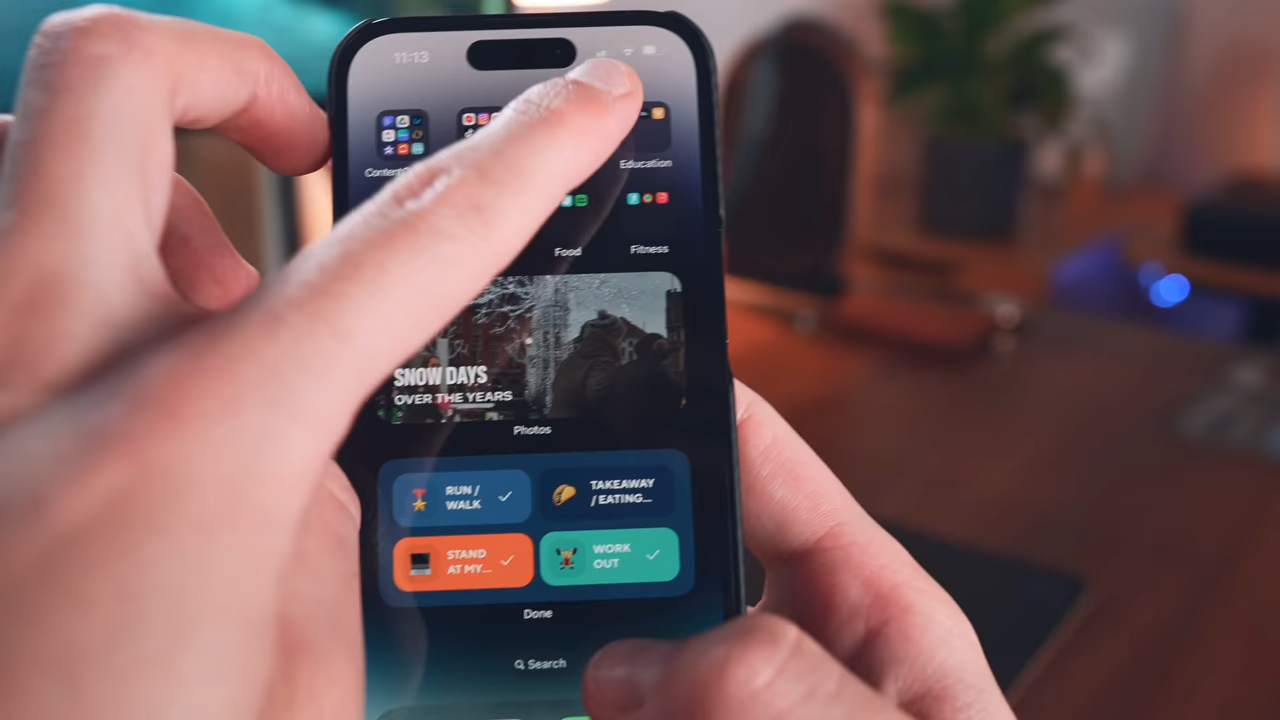 11:13
Content
Education
Food
Fitness
SNOW DAYS
OVER THE YEARS
Photos
RUN /
WALK
TAKEAWAY
/ EATING...
STAND
AT MY...
WORK
OUT
Done
Search